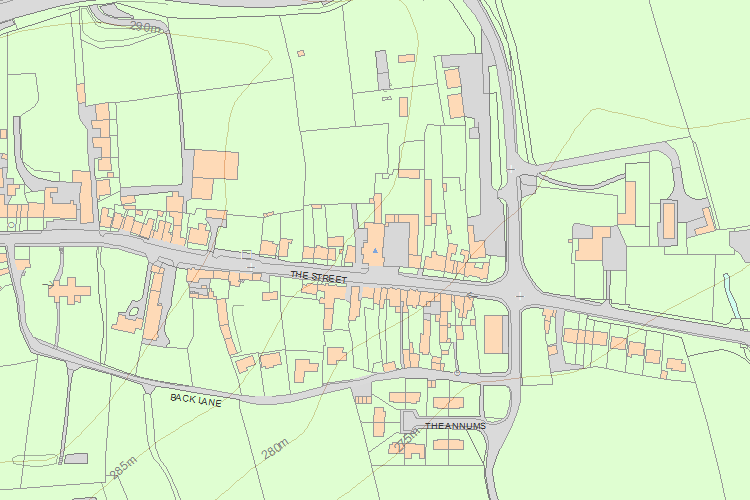 290m
THE STREET
BACK LANE
THE ANNUMS
275m
280m
285m